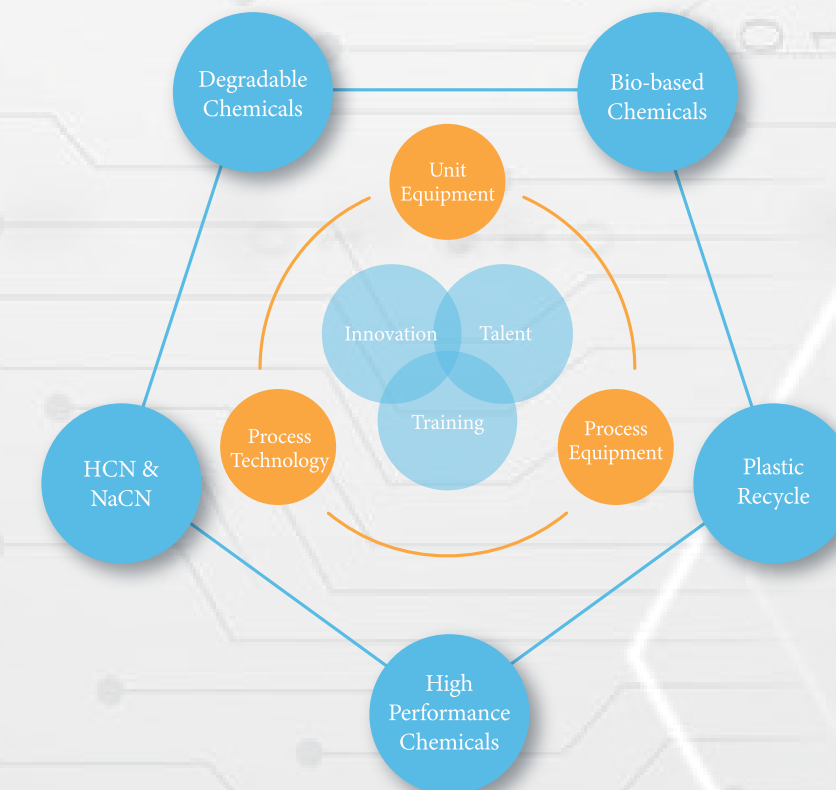 Degradable
Chemicals
Bio-based
Chemicals
Unit
Equipment
Innovation
Talent
Training
Process
Technology
Process
Equipment
HCN &
NaCN
Plastic
Recycle
High
Performance
Chemicals